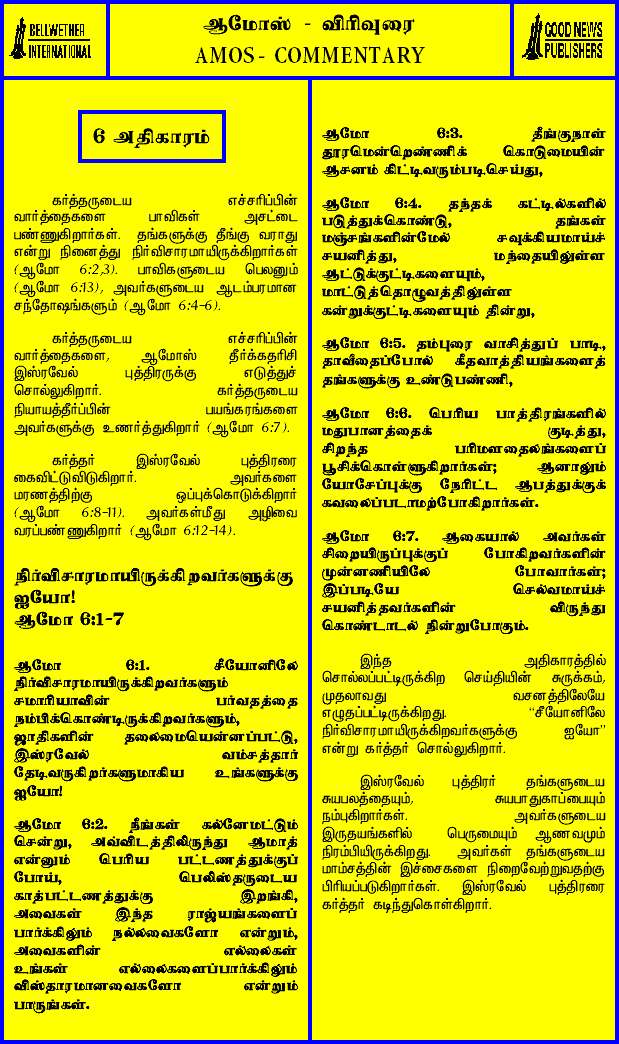 BELLWETHER
INTERNATIONAL
ஆமோஸ் - விரிவுரை
AMOS - COMMENTARY
GOOD NEWS
PUBLISHERS
6 அதிகாரம்
கர்த்தருடைய எச்சரிப்பின்
வார்த்தைகளை பாவிகள் அசட்டை
பண்ணுகிறார்கள். தங்களுக்கு தீங்கு வராது
என்று நினைத்து நிர்விசாரமாயிருக்கிறார்கள்
(ஆமோ 6:2,3). பாவிகளுடைய பெலனும்
(ஆமோ 6:13), அவர்களுடைய ஆடம்பரமான
சந்தோஷங்களும் (ஆமோ 6:4-6).
கர்த்தருடைய எச்சரிப்பின்
வார்த்தைகளை, ஆமோஸ் தீர்க்கதரிசி
இஸ்ரவேல் புத்திரருக்கு எடுத்துச்
சொல்லுகிறார். கர்த்தருடைய
நியாயத்தீர்ப்பின் பயங்கரங்களை
அவர்களுக்கு உணர்த்துகிறார் (ஆமோ 6:7).
கர்த்தர் இஸ்ரவேல் புத்திரரை
கைவிட்டுவிடுகிறார். அவர்களை
மரணத்திற்கு ஒப்புக்கொடுக்கிறார்
(ஆமோ 6:8-11). அவர்கள்மீது அழிவை
வரப்பண்ணுகிறார் (ஆமோ 6:12-14).
நிர்விசாரமாயிருக்கிறவர்களுக்கு
ஐயோ!
ஆமோ 6:1-7
ஆமோ 6:1. சீயோனிலே
நிர்விசாரமாயிருக்கிறவர்களும்
சமாரியாவின் பர்வதத்தை
நம்பிக்கொண்டிருக்கிறவர்களும்,
ஜாதிகளின் தலைமையென்னப்பட்டு,
இஸ்ரவேல் வம்சத்தார்
தேடிவருகிறர்களுமாகிய உங்களுக்கு
ஐயோ!
ஆமோ 6:2. நீங்கள் கல்னேமட்டும்
சென்று, அவ்விடத்திலிருந்து ஆமாத்
என்னும் பெரிய பட்டணத்துக்குப்
போய், பெலிஸ்தருடைய
காத்பட்டணத்துக்கு இறங்கி,
அவைகள் இந்த ராஜ்யங்களைப்
பார்க்கிலும் நல்லவைகளோ என்றும்,
அவைகளின் எல்லைகள்
உங்கள் எல்லைகளைப்பார்க்கிலும்
விஸ்தாரமானவைகளோ என்றும்
பாருங்கள்.
ஆமோ 6:3. தீங்குநாள்
தூரமென்றெண்ணிக் கொடுமையின்
ஆசனம் கிட்டிவரும்படிசெய்து,
ஆமோ 6:4. தந்தக் கட்டில்களில்
படுத்துக்கொண்டு, தங்கள்
மஞ்சங்களின்மேல் சவுக்கியமாய்ச்
சயனித்து, மந்தையிலுள்ள
ஆட்டுக்குட்டிகளையும்,
மாட்டுத்தொழுவத்திலுள்ள
கன்றுக்குட்டிகளையும் தின்று,
ஆமோ 6:5. தம்புரை வாசித்துப் பாடி,
தாவீதைப்போல் கீதவாத்தியங்களைத்
தங்களுக்கு உண்டுபண்ணி,
ஆமோ 6:6. பெரிய பாத்திரங்களில்
மதுபானத்தைக் குடித்து,
சிறந்த பரிமளதைலங்களைப்
பூசிக்கொள்ளுகிறார்கள்; ஆனாலும்
யோசேப்புக்கு நேரிட்ட ஆபத்துக்குக்
கவலைப்படாமற்போகிறார்கள்.
ஆமோ 6:7. ஆகையால் அவர்கள்
சிறையிருப்புக்குப் போகிறவர்களின்
முன்னணியிலே போவார்கள்;
இப்படியே செல்வமாய்ச்
சயனித்தவர்களின் விருந்து
கொண்டாடல் நின்றுபோகும்.
இந்த அதிகாரத்தில்
சொல்லப்பட்டிருக்கிற செய்தியின் சுருக்கம்,
முதலாவது வசனத்திலேயே
எழுதப்பட்டிருக்கிறது. "சீயோனிலே
நிர்விசாரமாயிருக்கிறவர்களுக்கு ஐயோ"
என்று கர்த்தர் சொல்லுகிறார்.
இஸ்ரவேல் புத்திரர் தங்களுடைய
சுயபலத்தையும், சுயபாதுகாப்பையும்
நம்புகிறார்கள். அவர்களுடைய
இருதயங்களில் பெருமையும் ஆணவமும்
நிரம்பியிருக்கிறது. அவர்கள் தங்களுடைய
மாம்சத்தின் இச்சைகளை நிறைவேற்றுவதற்கு
பிரியப்படுகிறார்கள். இஸ்ரவேல் புத்திரரை
கர்த்தர் கடிந்துகொள்கிறார்.